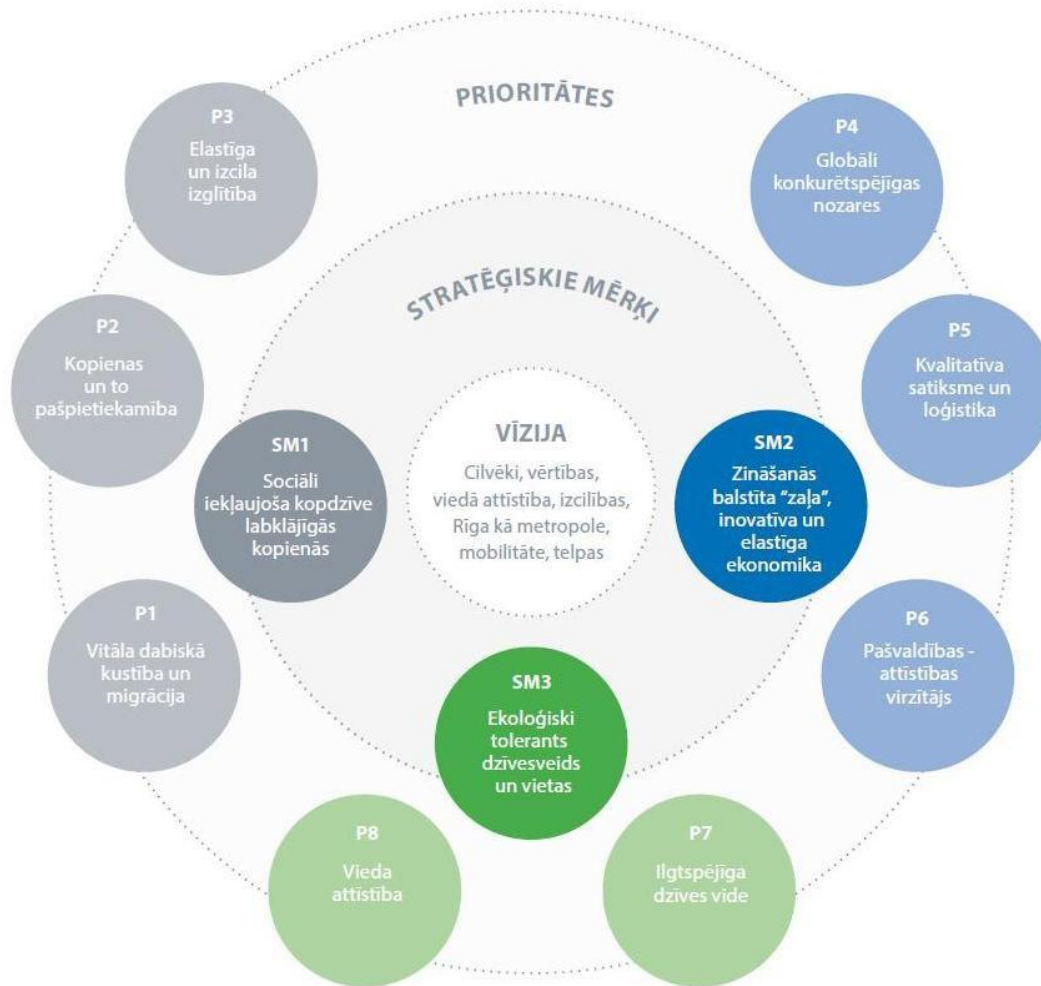 PRIORITĀTES
P3
Elastīga
un izcila
izglītība
P4
Globāli
konkurētspējīgas
nozares
STRATĒĢISKIE MĒRĶI
P2
Kopienas
un to
pašpietiekamība
P5
Kvalitatīva
satiksme un
loģistika
SM1
Sociāli
iekļaujoša kopdzīve
labklājīgās
kopienās
VĪZIJA
Cilvēki, vērtības,
viedā attīstība, izcilības,
Rīga kā metropole,
mobilitāte, telpas
SM2
Zināšanās
balstīta “zaļa”,
inovatīva un
elastīga
ekonomika
P1
Vitāla dabiskā
kustība un
migrācija
P6
Pašvaldības -
attīstības
virzītājs
SM3
Ekoloģiski
tolerants
dzīvesveids
un vietas
P8
Vieda
attīstība
P7
Ilgtspējīga
dzīves vide